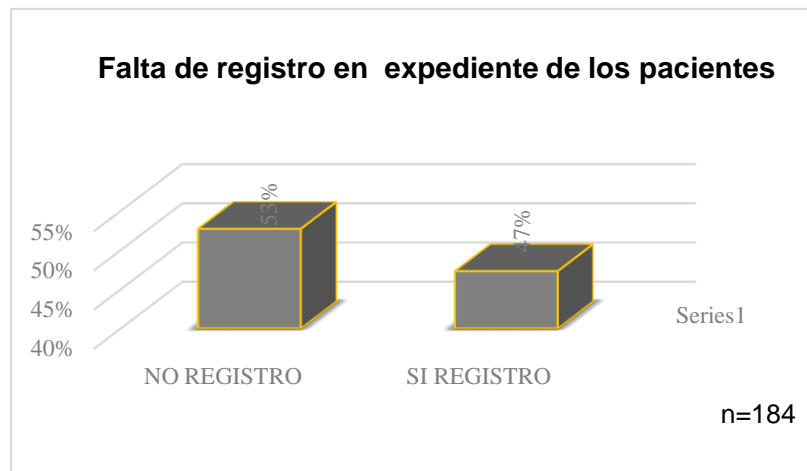 Falta de registro en expediente de los pacientes
53%
47%
55%
50%
45%
40%
Series1
NO REGISTRO
SI REGISTRO
n=184